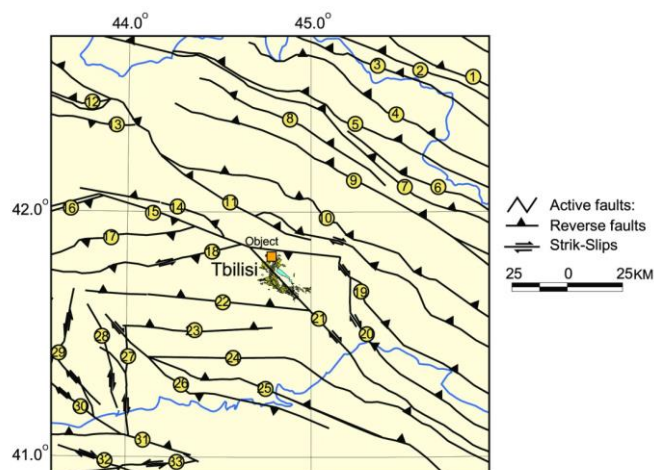 44.0° 45.0°
3 2 1
12 4
3 8 5
9 7 6
42.0° 16 15 14 11 10
17 18 Object
Tbilisi
Active faults:
Reverse faults
Strik-Slips
25 0 25KM
22 19
21
29 28 23 20
27 24
26 25
30
41.0° 31
32 33